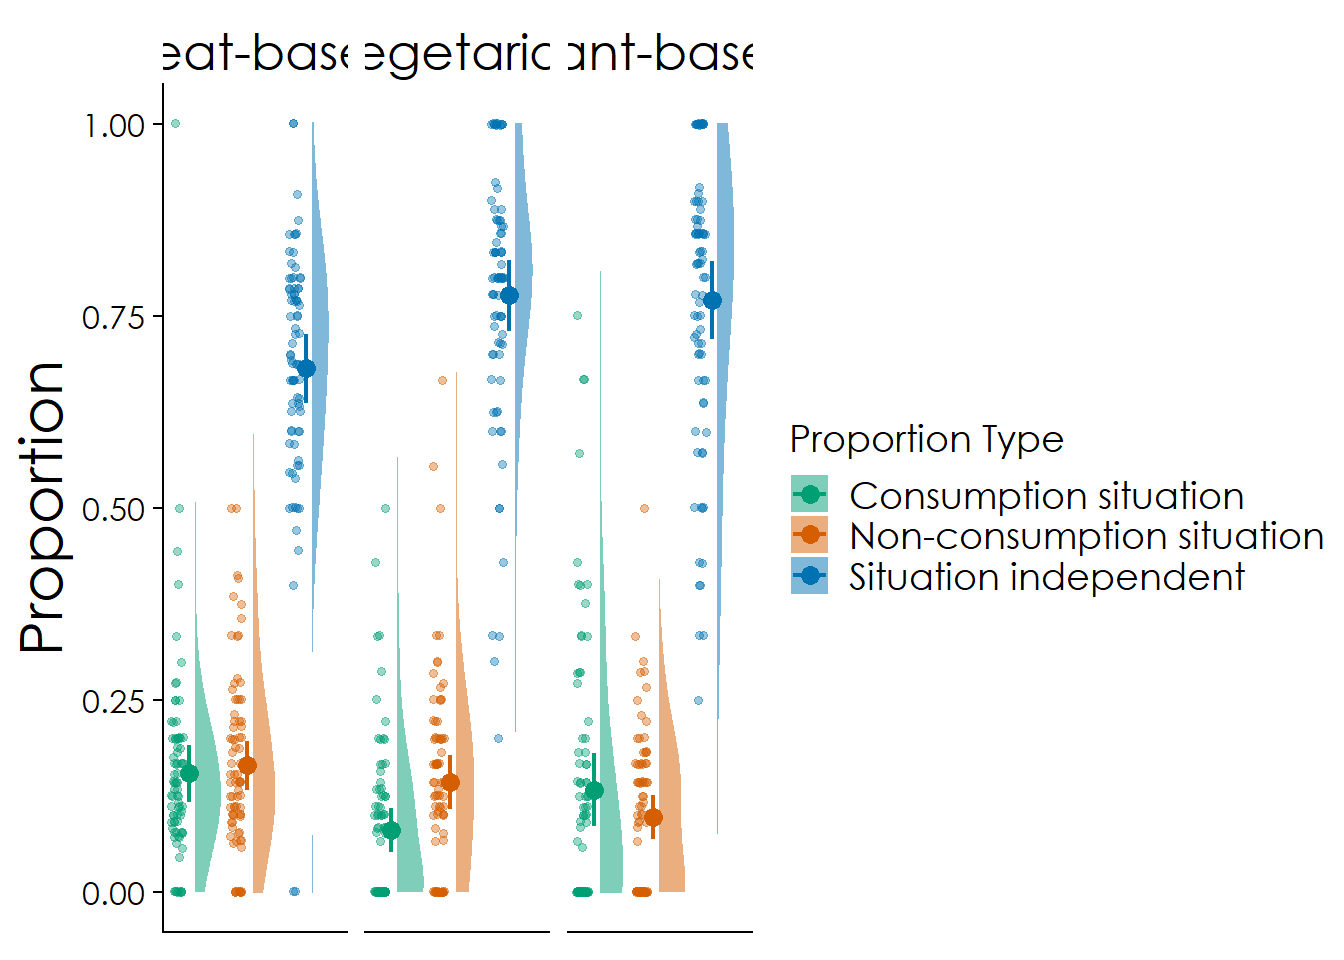 eat-base
egetaria
ant-base
1.00
0.75
0.50
0.25
0.00
Proportion
Proportion Type
Consumption situation
Non-consumption situation
Situation independent